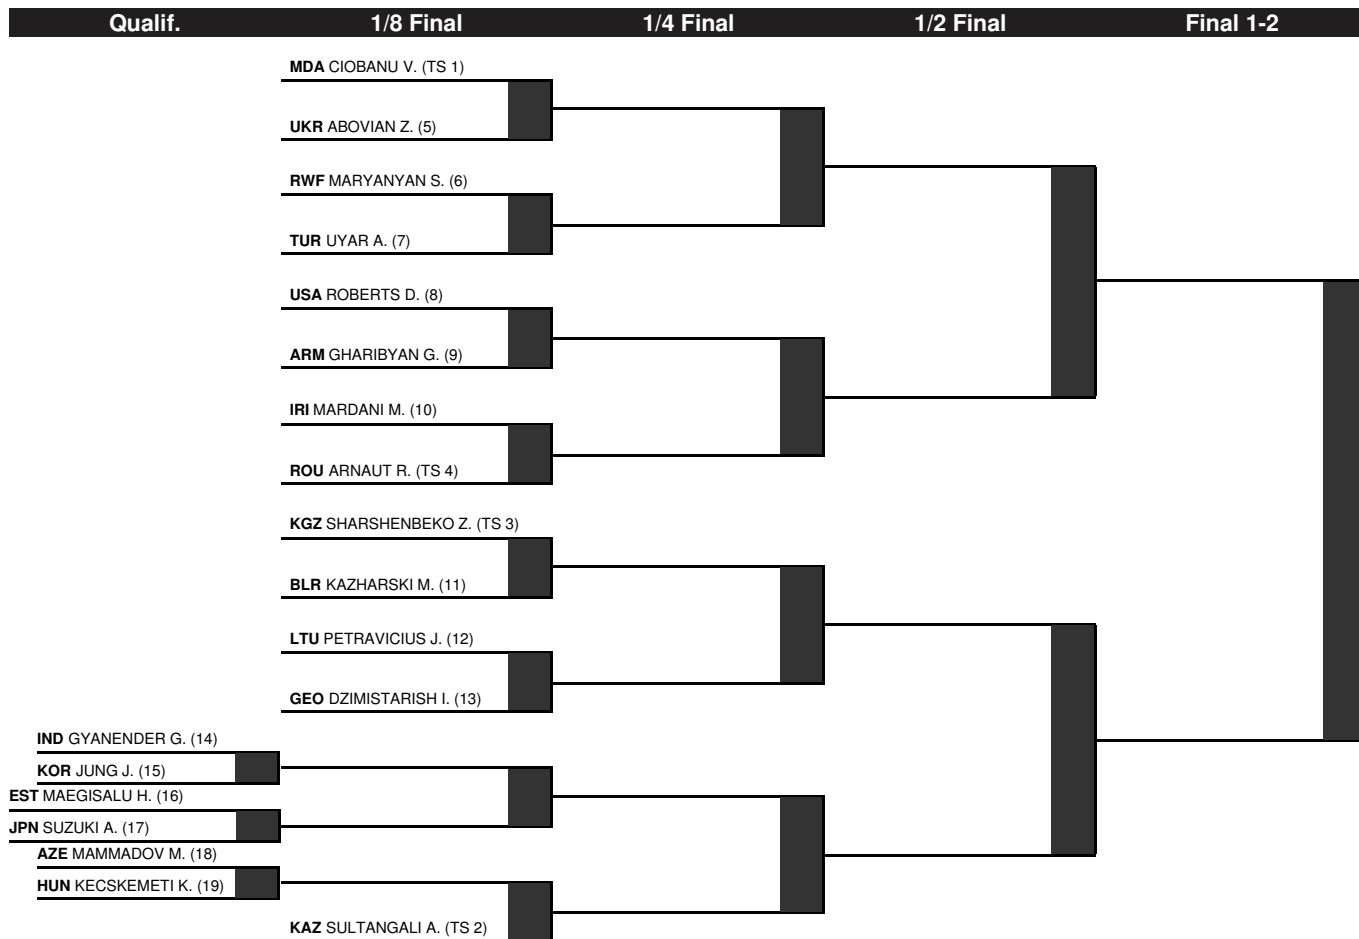 Qualif. 1/8 Final 1/4 Final 1/2 Final Final 1-2
MDA CIOBANU V. (TS 1)
UKR ABOVIAN Z. (5)
RWF MARYANYAN S. (6)
TUR UYAR A. (7)
USA ROBERTS D. (8)
ARM GHARIBYAN G. (9)
IRI MARDANI M. (10)
ROU ARNAUT R. (TS 4)
KGZ SHARSHENBEKO Z. (TS 3)
BLR KAZHARSKI M. (11)
LTU PETRAVICIUS J. (12)
GEO DZIMISTARISH I. (13)
IND GYANENDER G. (14)
KOR JUNG J. (15)
EST MAEGISALU H. (16)
JPN SUZUKI A. (17)
AZE MAMMADOV M. (18)
HUN KECSKEMETI K. (19)
KAZ SULTANGALI A. (TS 2)